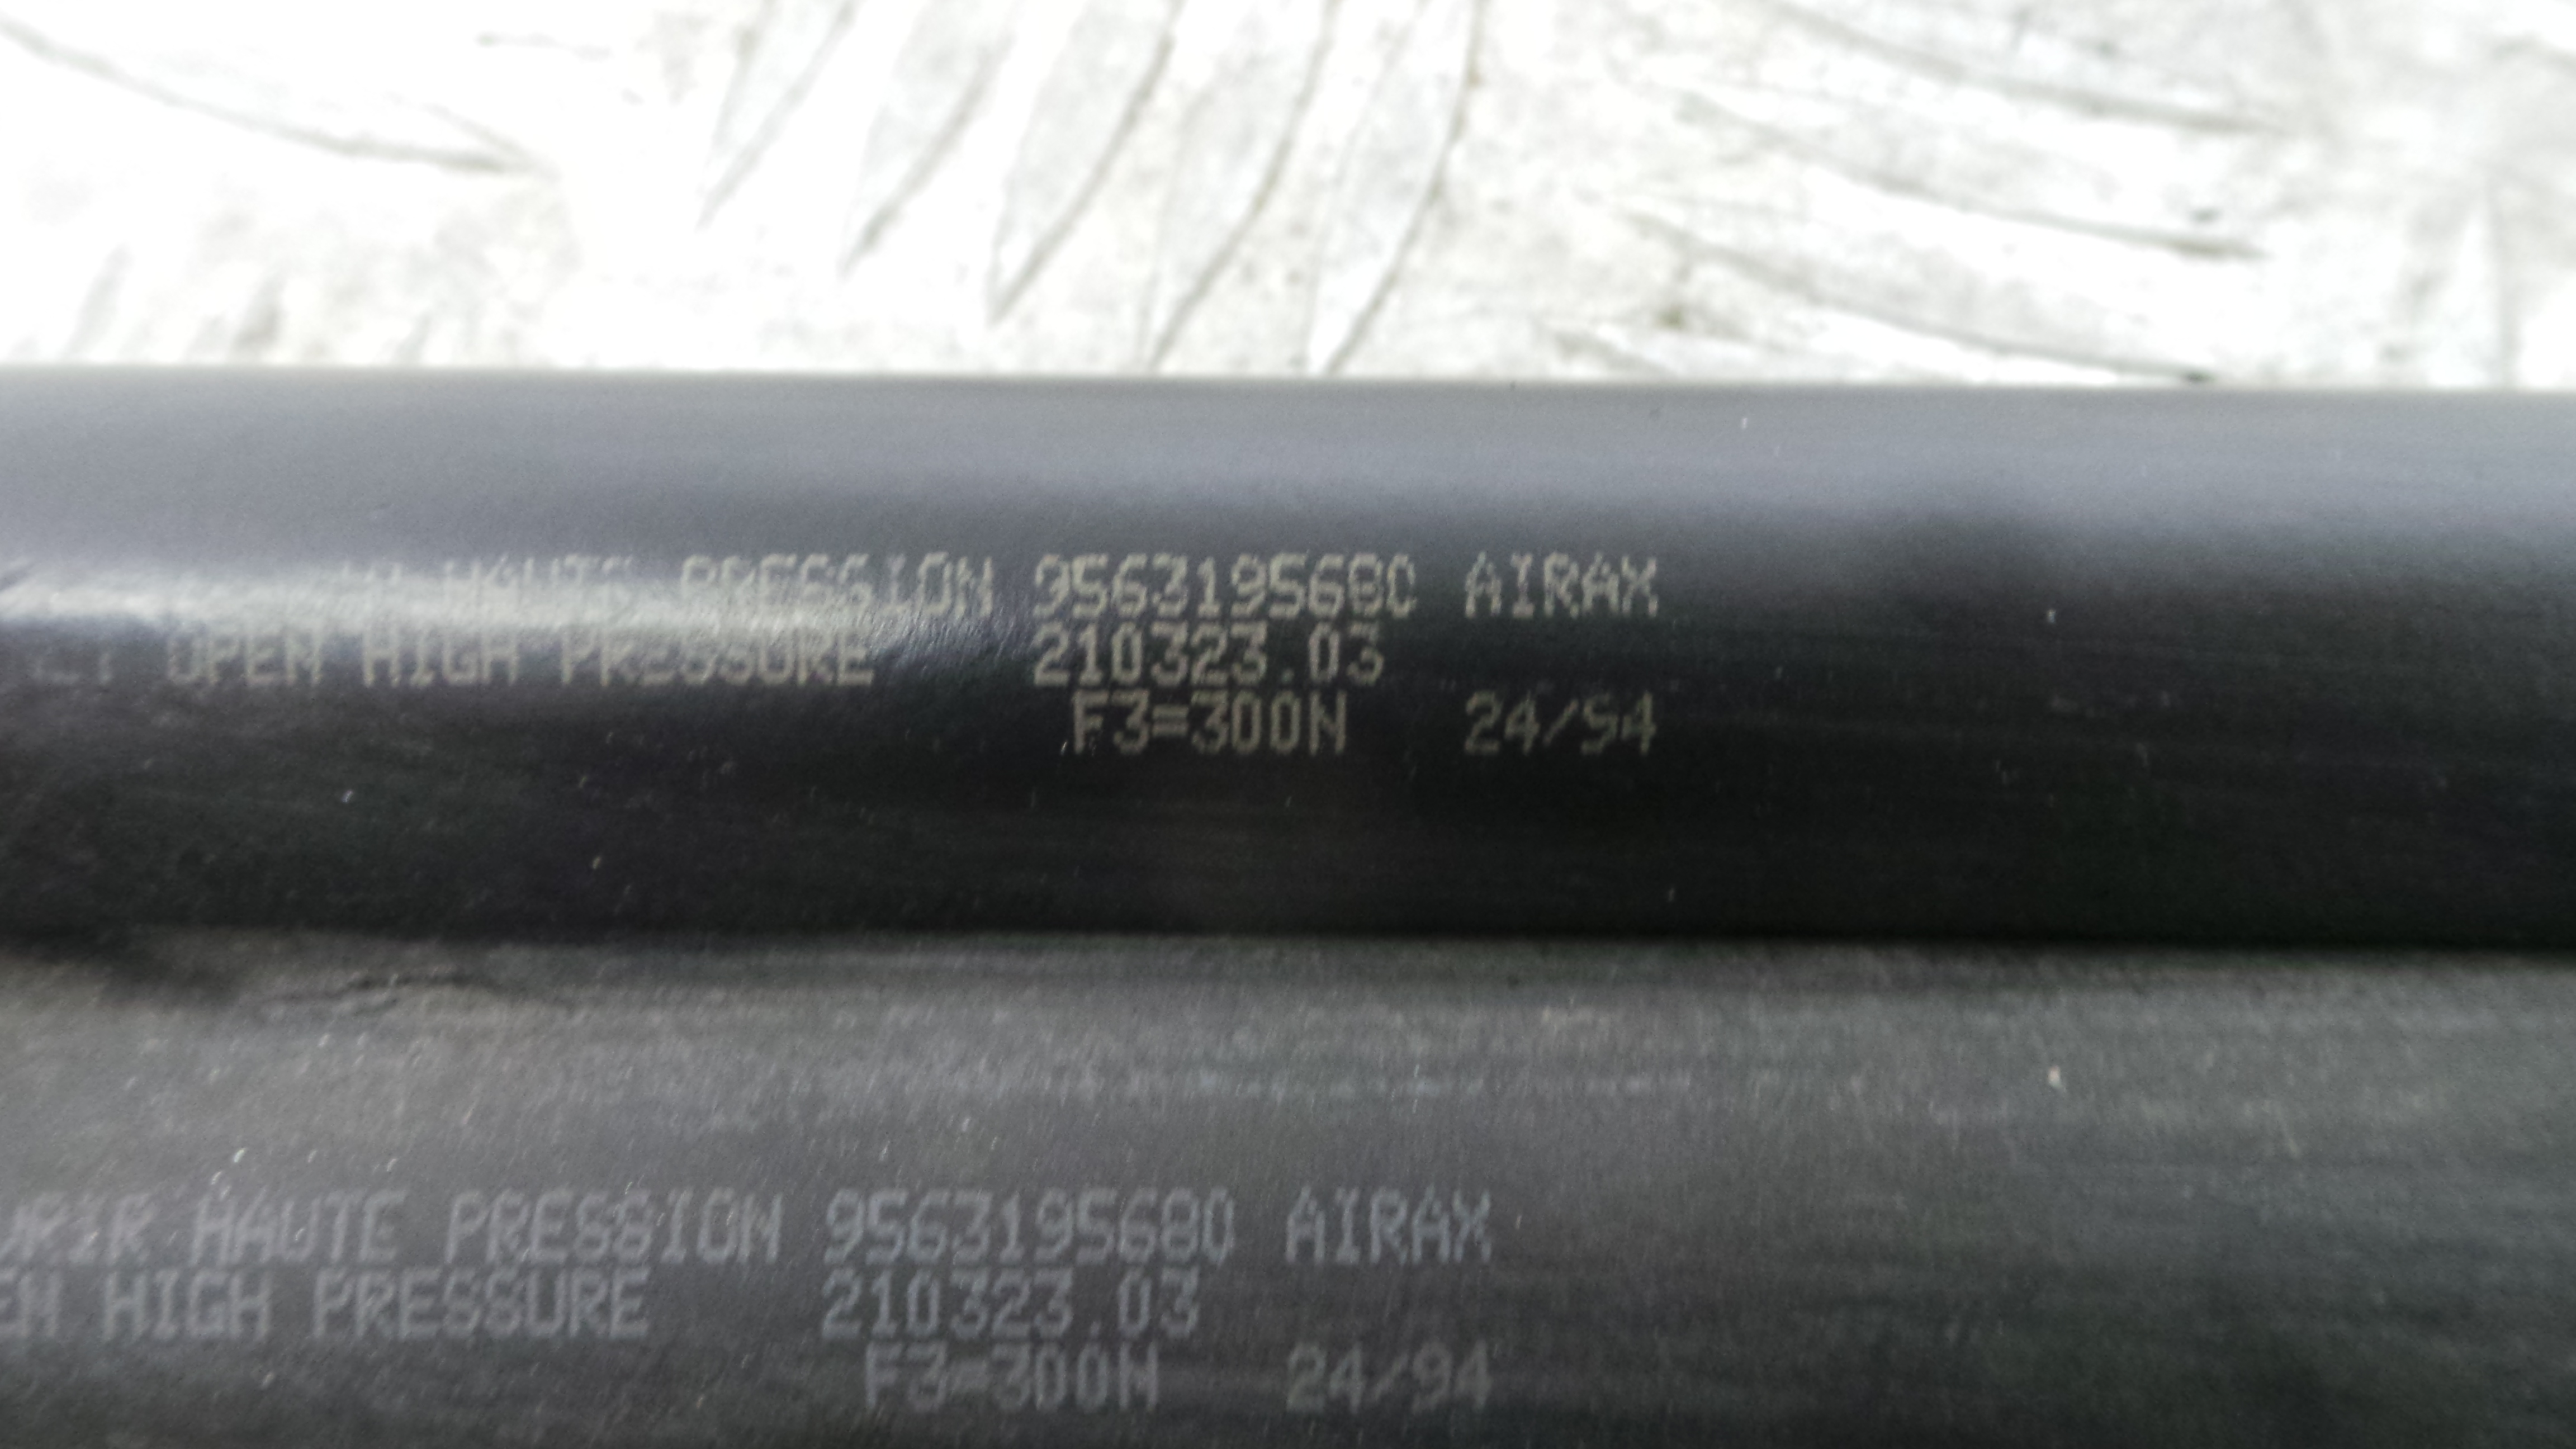 HAUTE PRESSION 9563195680 AIRAX
OPEN HIGH PRESSURE 210323.03
F3=300N 24/94
HAUTE PRESSION 9563195680 AIRAX
HIGH PRESSURE 210323.03
F3=300N 24/94